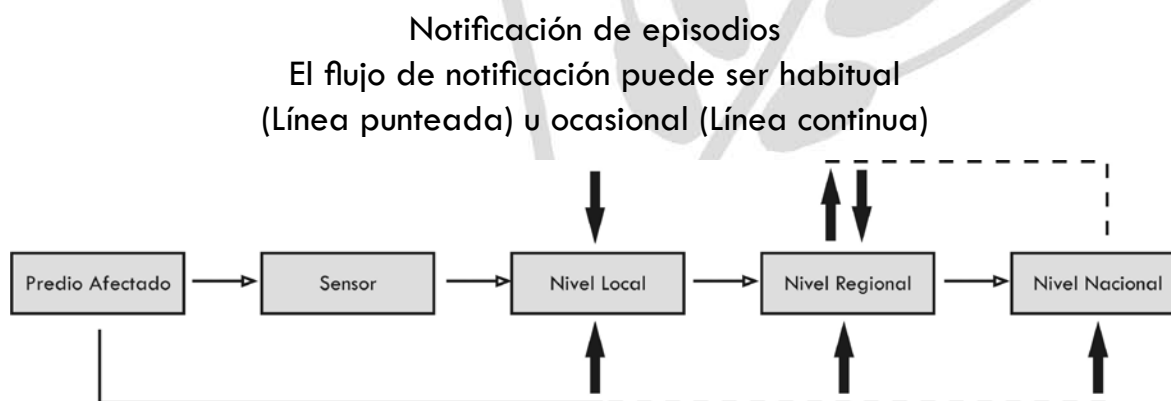 Notificación de episodios
El flujo de notificación puede ser habitual
(Línea punteada) u ocasional (Línea continua)
Predio Afectado
Sensor
Nivel Local
Nivel Regional
Nivel Nacional